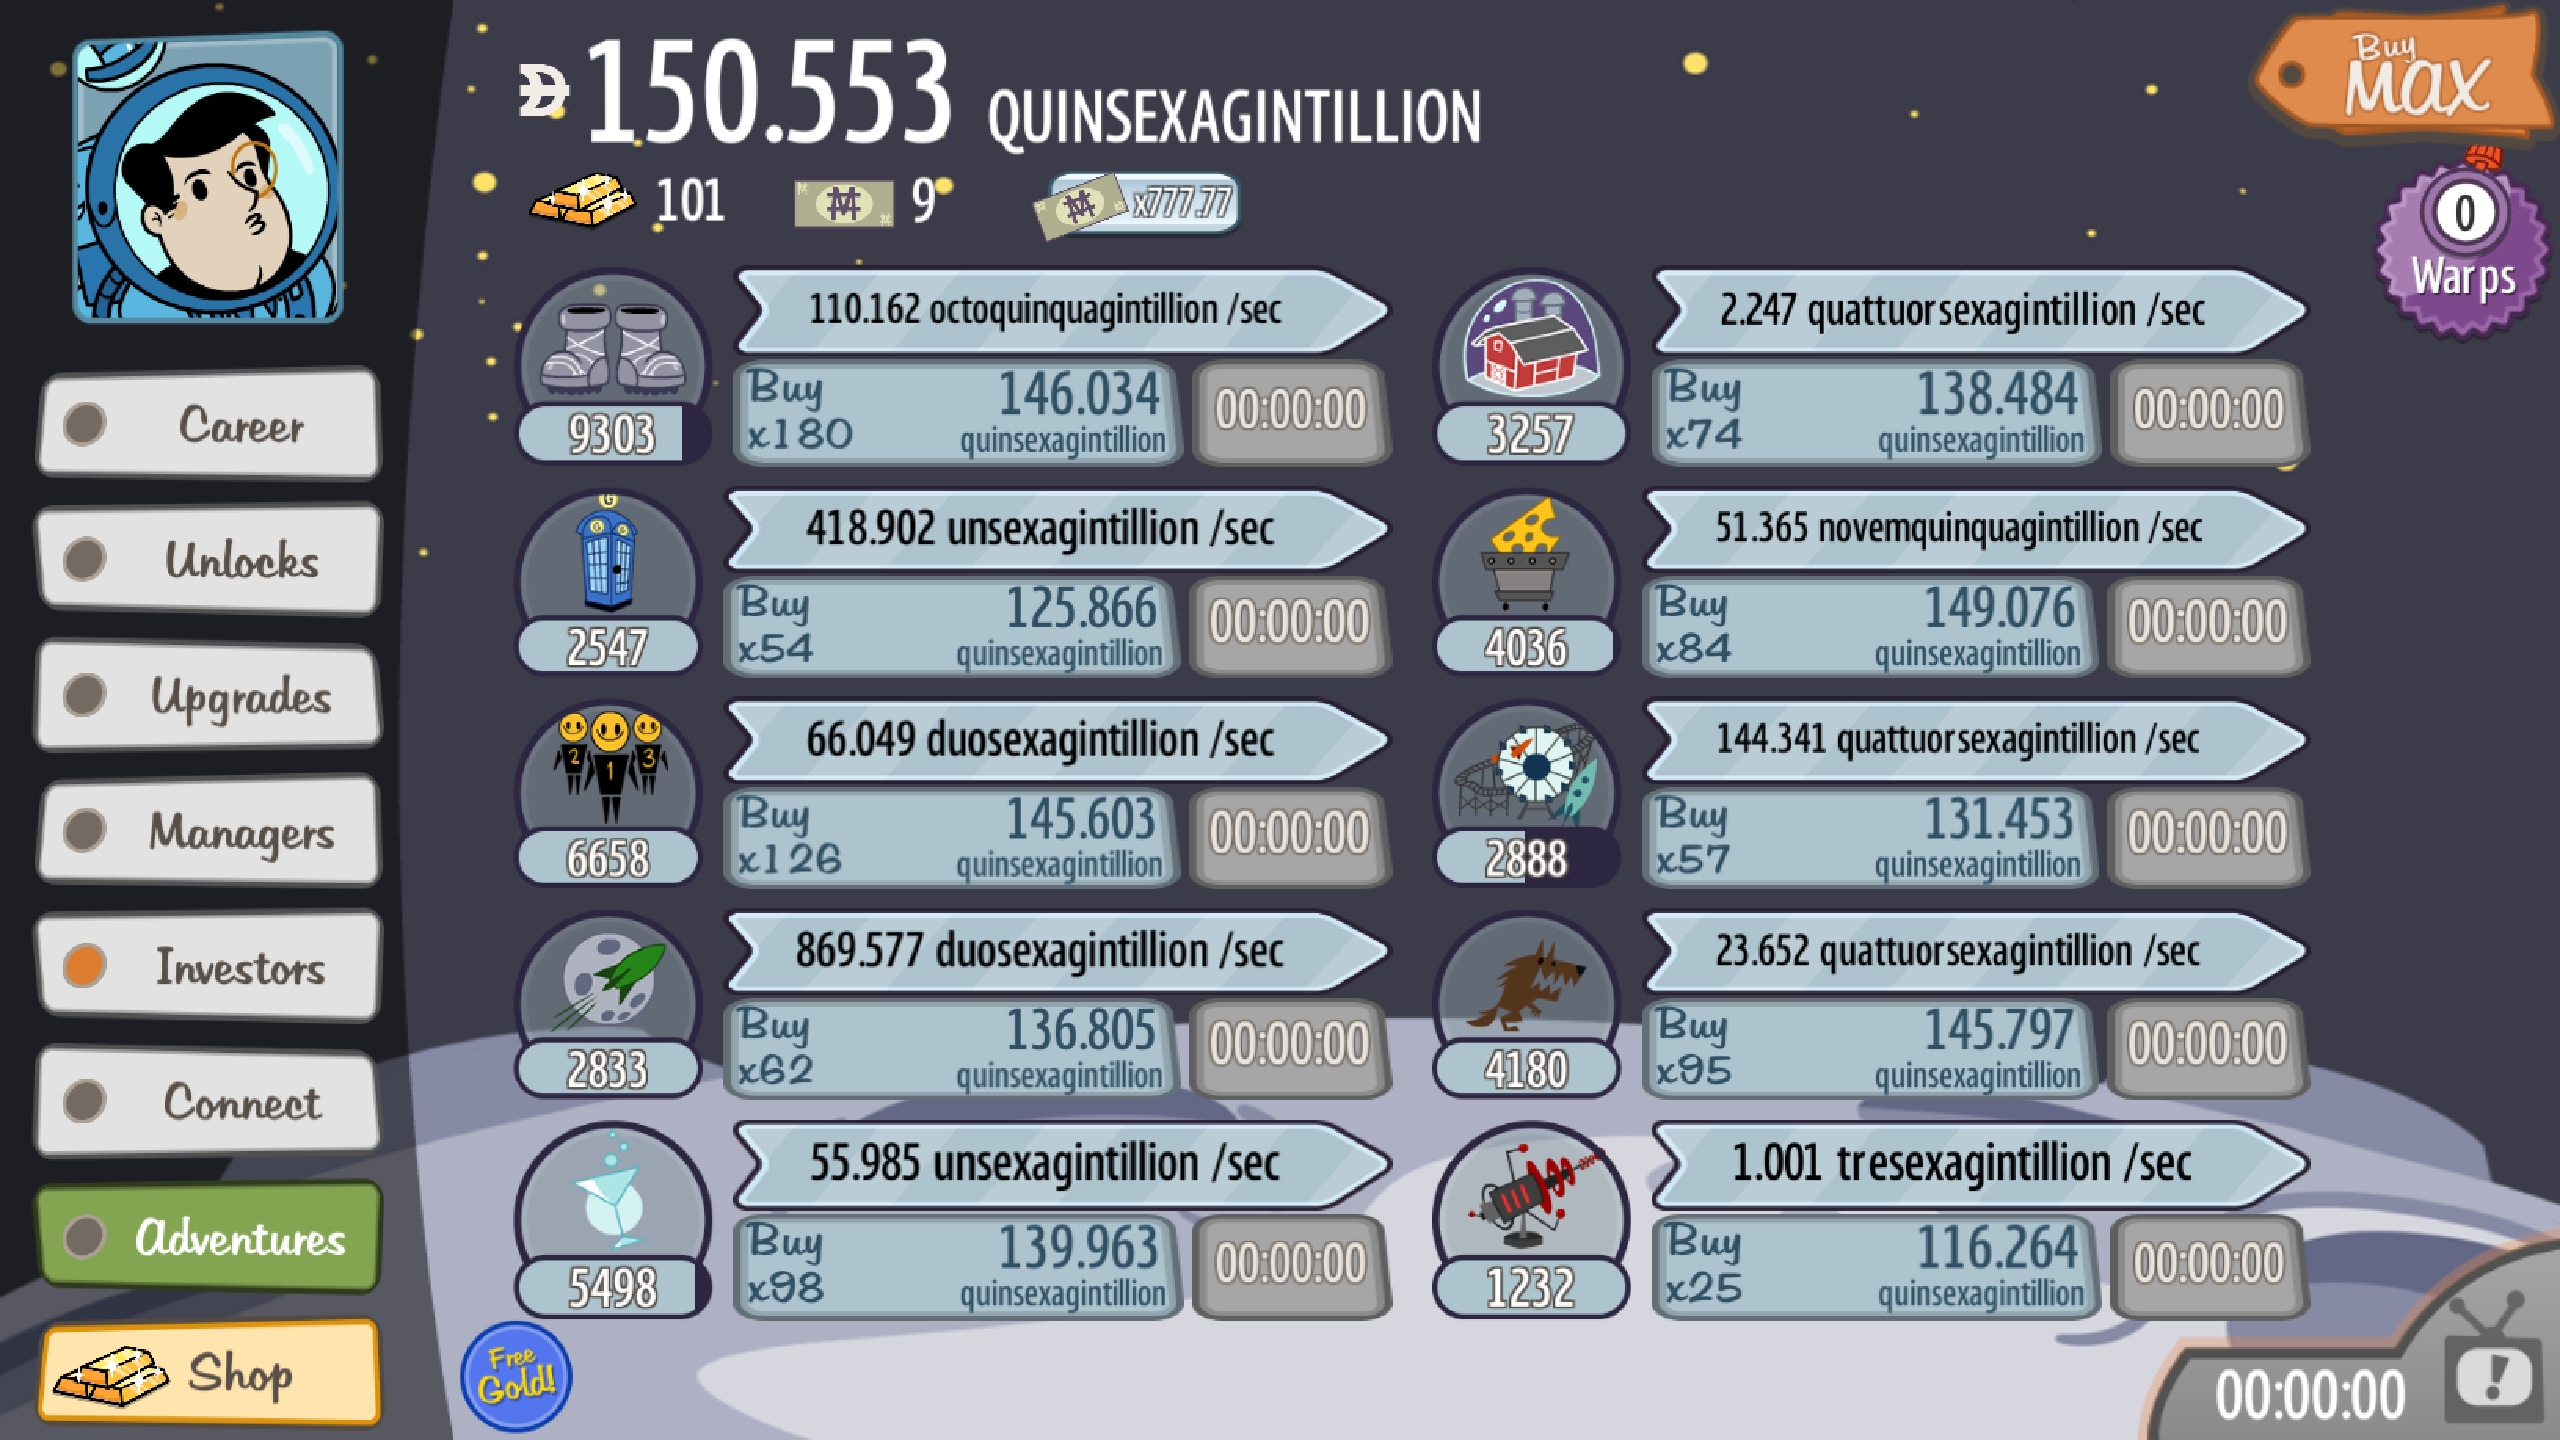 150.553 QUINSEXAGINTILLION
Buy
MAX
101
9
x777.77
0
Warps
Career
Unlocks
Upgrades
Managers
Investors
Connect
Adventures
Shop
110.162 octoquinquagintillion /sec
9303
Buy
x180
146.034
quinsexagintillion
00:00:00
2.247 quattuorsexagintillion /sec
3257
Buy
x74
138.484
quinsexagintillion
00:00:00
418.902 unsexagintillion /sec
G
G G
2547
Buy
x54
125.866
quinsexagintillion
00:00:00
51.365 novemquinquagintillion /sec
4036
Buy
x84
149.076
quinsexagintillion
00:00:00
66.049 duosexagintillion /sec
2 1 3
6658
Buy
x126
145.603
quinsexagintillion
00:00:00
144.341 quattuorsexagintillion /sec
2888
Buy
x57
131.453
quinsexagintillion
00:00:00
869.577 duosexagintillion /sec
2833
Buy
x62
136.805
quinsexagintillion
00:00:00
23.652 quattuorsexagintillion /sec
4180
Buy
x95
145.797
quinsexagintillion
00:00:00
55.985 unsexagintillion /sec
5498
Buy
x98
139.963
quinsexagintillion
00:00:00
1.001 tresexagintillion /sec
1232
Buy
x25
116.264
quinsexagintillion
00:00:00
Free
Gold!
00:00:00
!